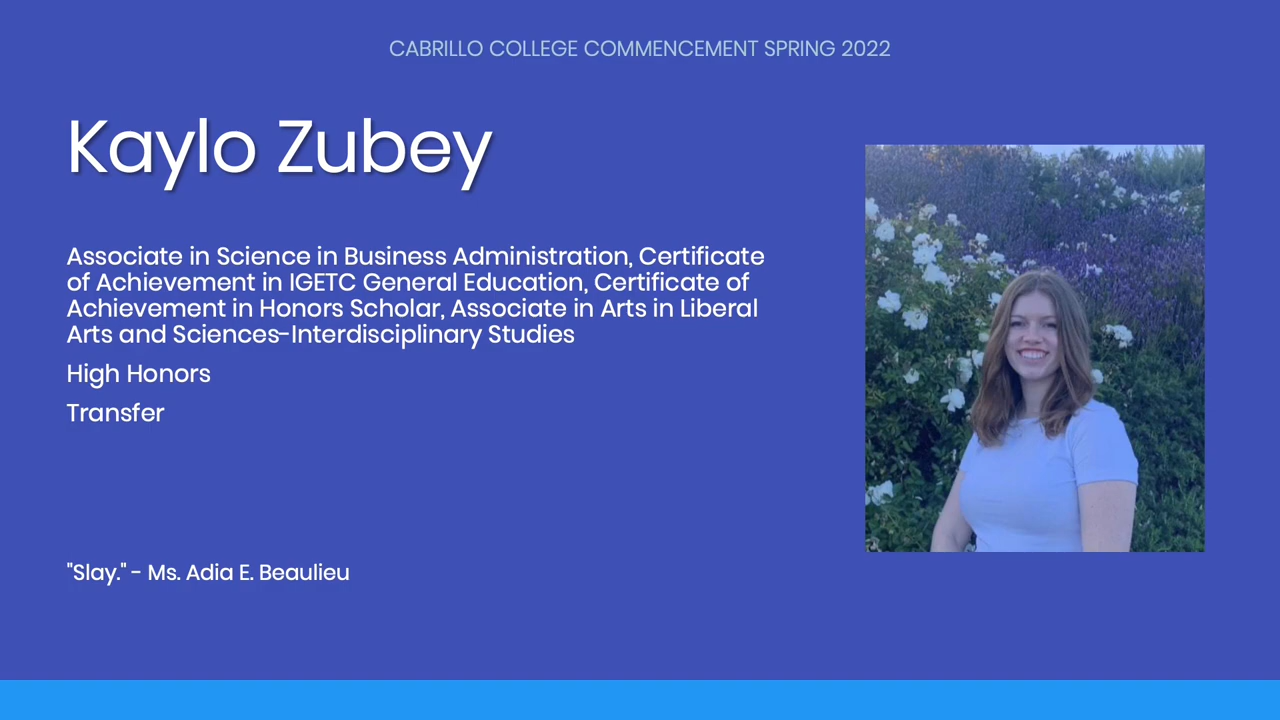 CABRILLO COLLEGE COMMENCEMENT SPRING 2022
Kaylo Zubey
Associate in Science in Business Administration, Certificate
of Achievement in IGETC General Education, Certificate of
Achievement in Honors Scholar, Associate in Arts in Liberal
Arts and Sciences-Interdisciplinary Studies
High Honors
Transfer
"Slay." - Ms. Adia E. Beaulieu